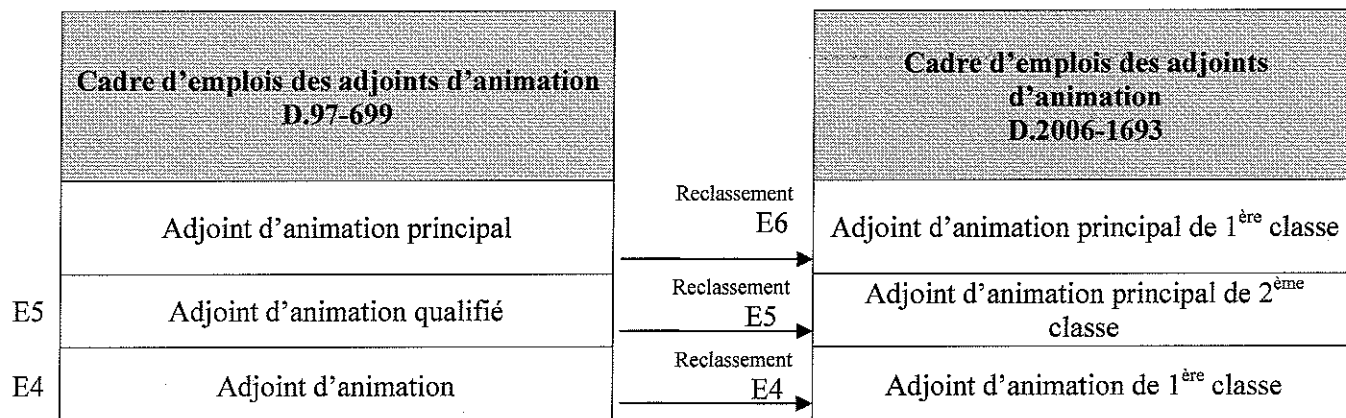 Cadre d'emplois des adjoints d'animation
D.97-699
Cadre d'emplois des adjoints
d'animation
D.2006-1693
Adjoint d'animation principal
Reclassement
E6
Adjoint d'animation principal de 1ère classe
E5
Adjoint d'animation qualifié
Reclassement
E5
Adjoint d'animation principal de 2ème
classe
E4
Adjoint d'animation
Reclassement
E4
Adjoint d'animation de 1ère classe